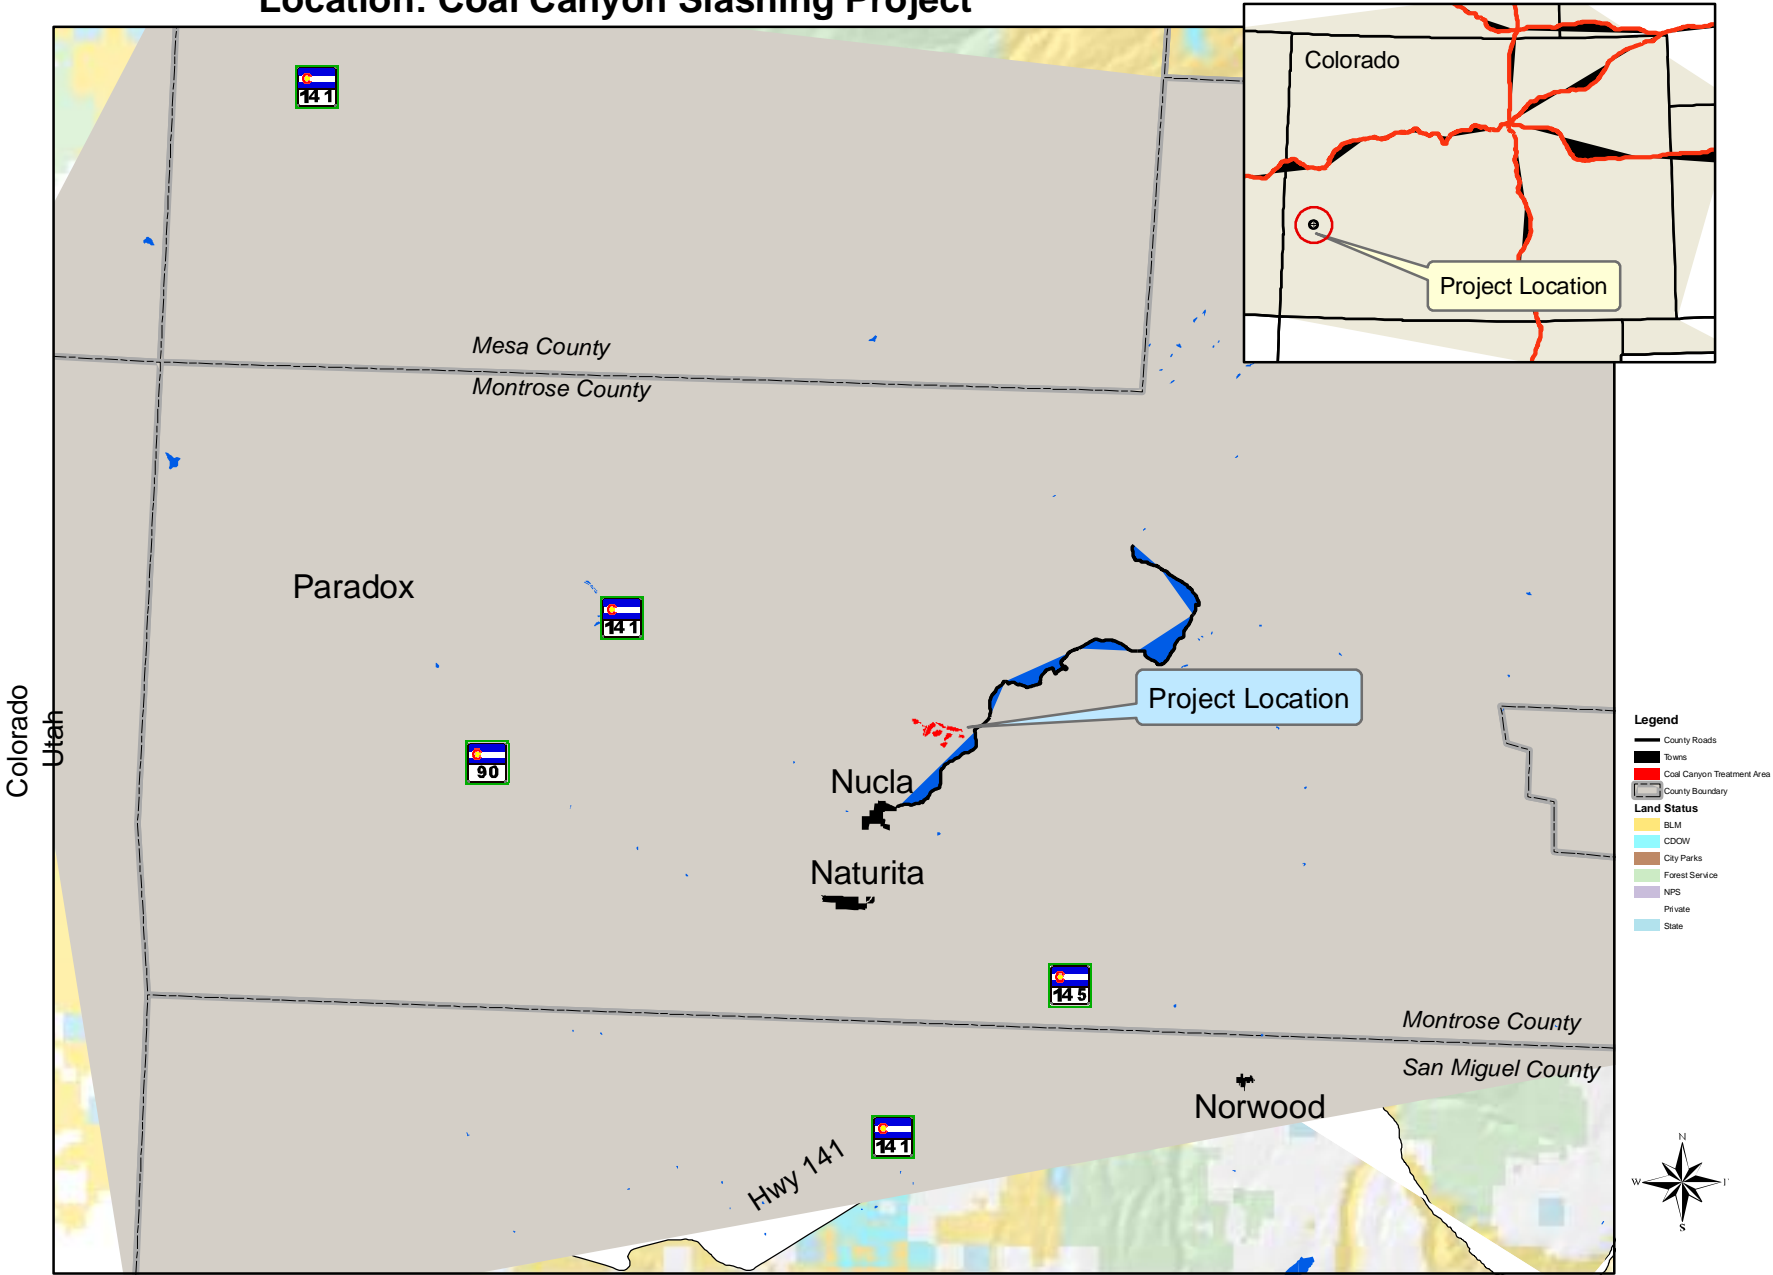 Location: Coal Canyon Slashing Project
141
Colorado
Project Location
Mesa County
Montrose County
Paradox
141
Project Location
Colorado
Utah
90
Nucla
Naturita
145
Montrose County
San Miguel County
Norwood
141
Hwy 141
Legend
County Roads
Towns
Coal Canyon Treatment Area
County Boundary
Land Status
BLM
CDOW
City Parks
Forest Service
NPS
Private
State
N
W
S